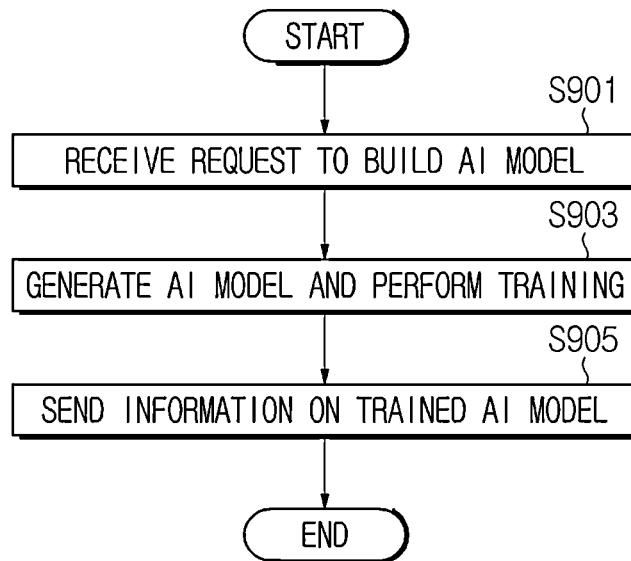 START
S901
RECEIVE REQUEST TO BUILD AI MODEL
S903
GENERATE AI MODEL AND PERFORM TRAINING
S905
SEND INFORMATION ON TRAINED AI MODEL
END